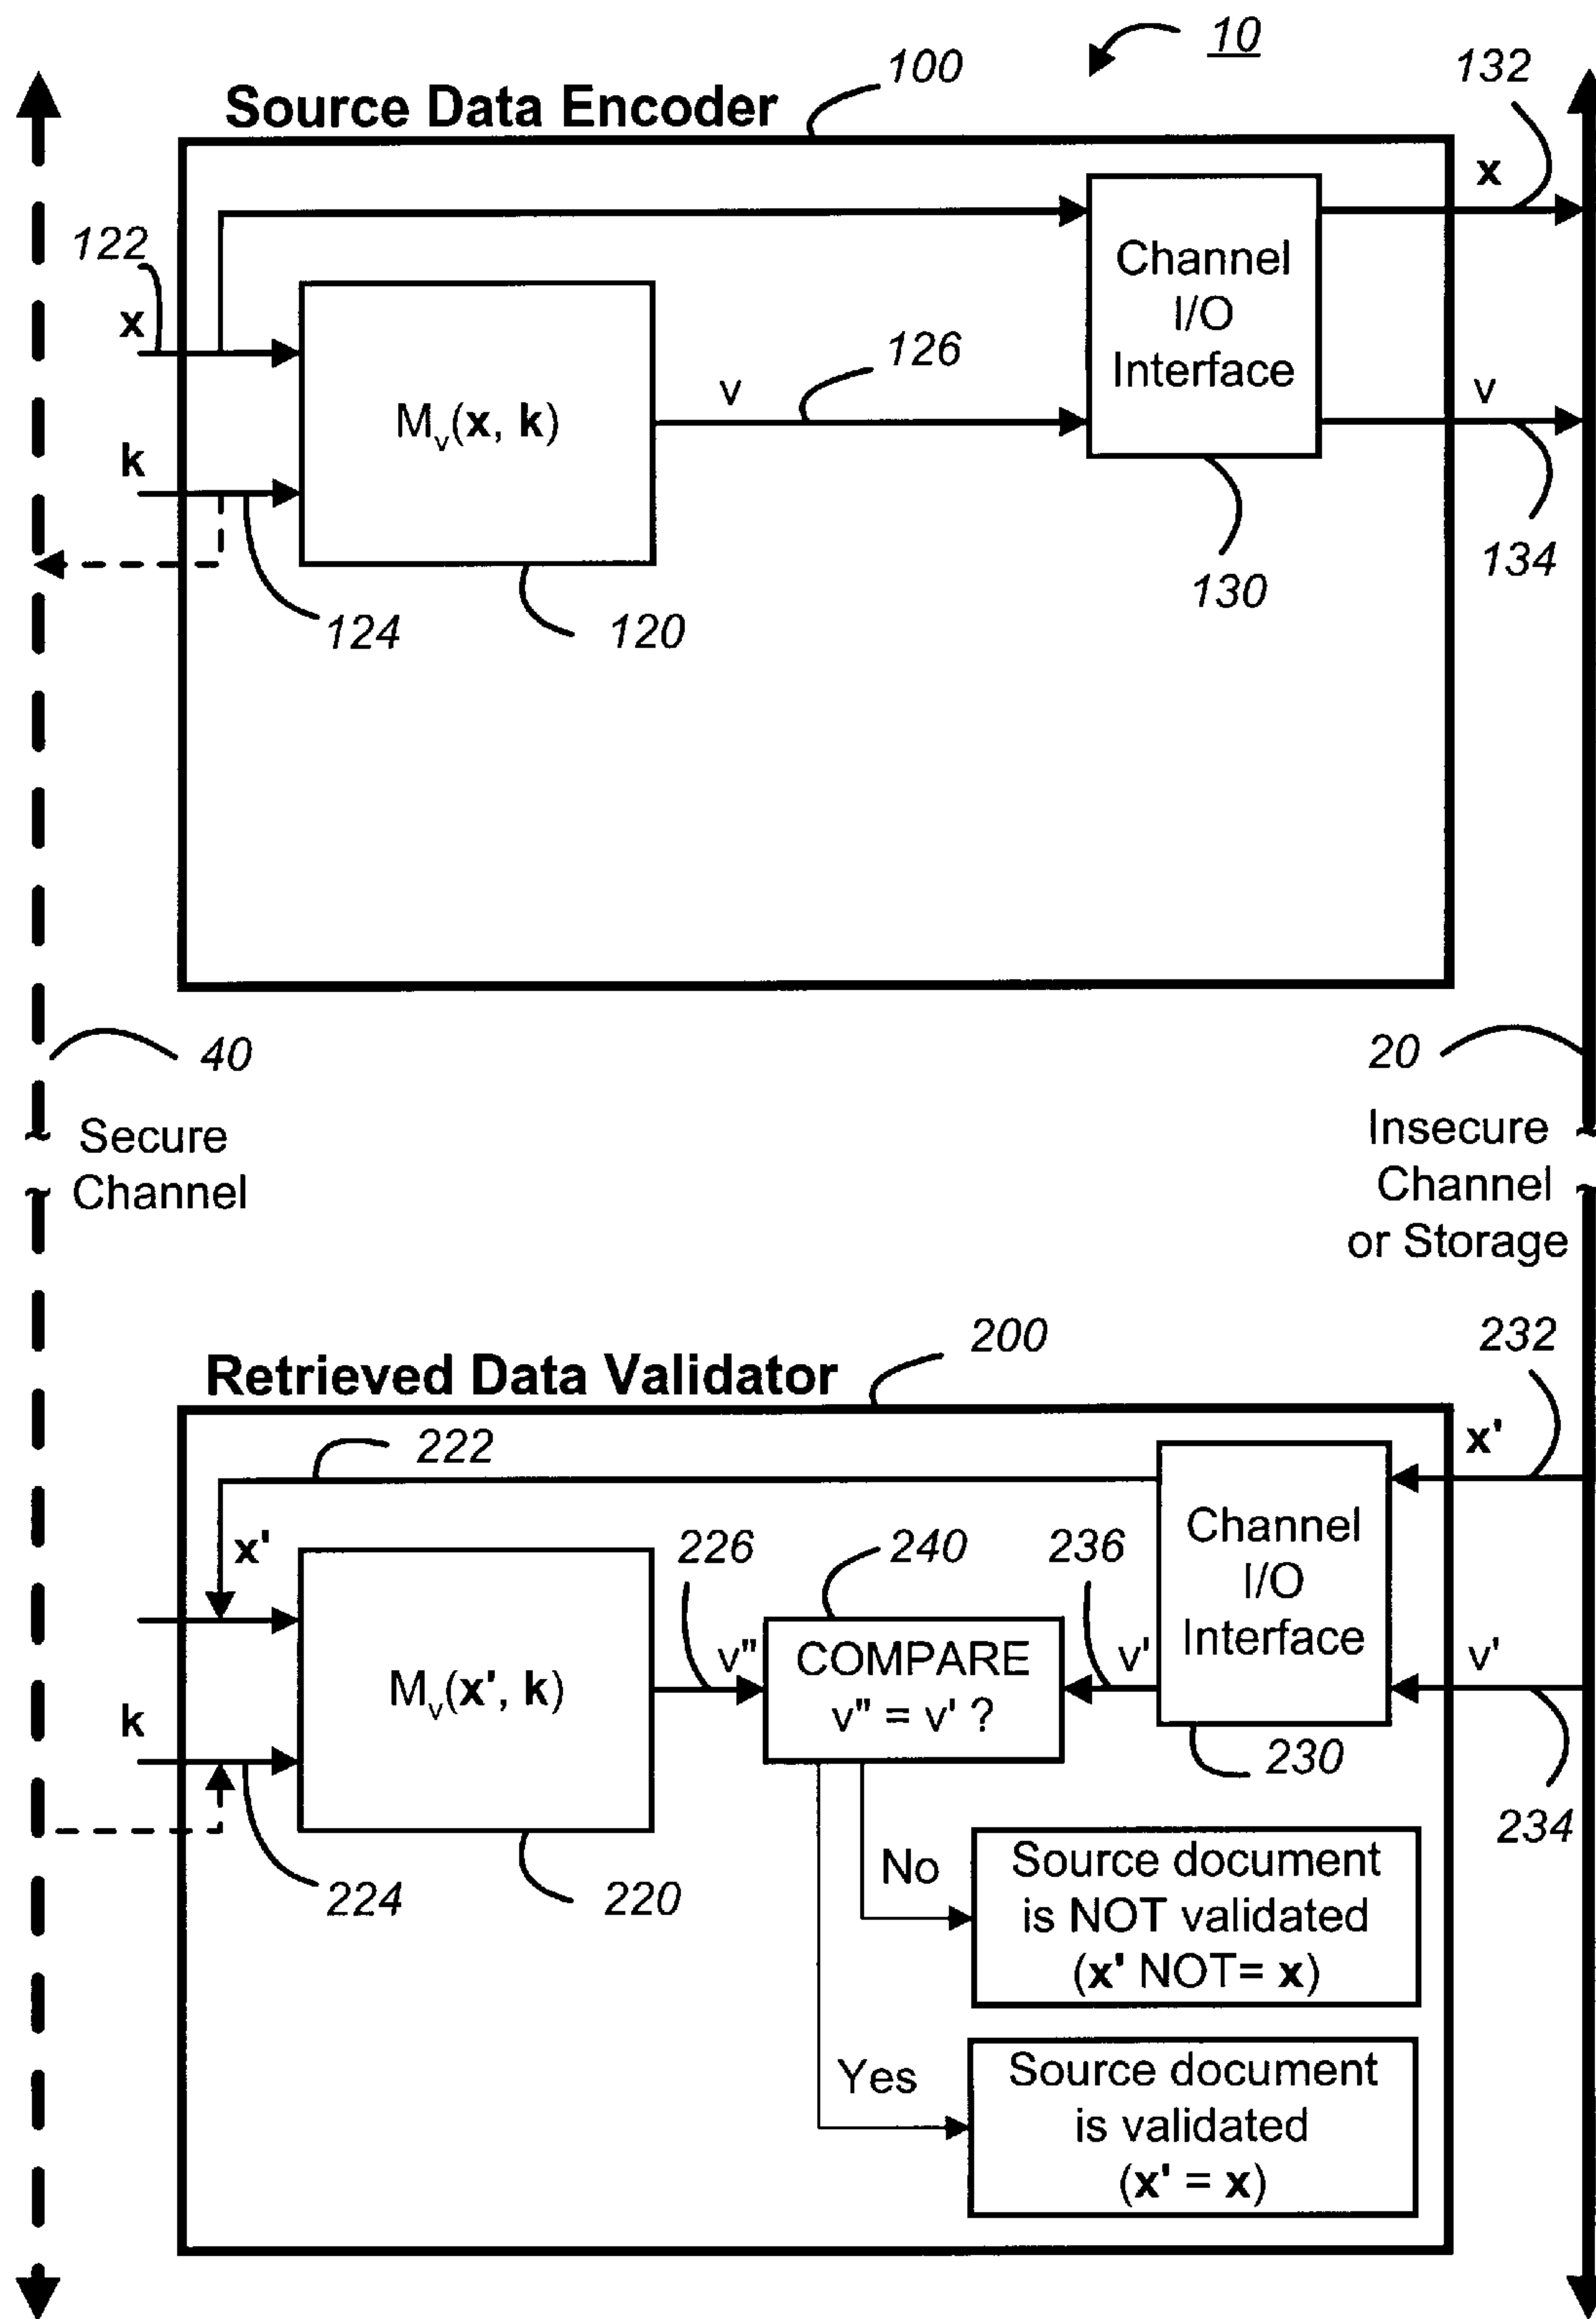 10
100
132
Source Data Encoder
x
122
Channel
I/O
Interface
x
126
v
M_v(x, k)
v
k
134
130
124
120
40
20
Secure
Channel
Insecure
Channel
or Storage
200
232
Retrieved Data Validator
222
x'
x'
226
240
236
Channel
I/O
Interface
v"
COMPARE
v" = v' ?
v'
v'
M_v(x', k)
k
230
234
224
220
No
Source document
is NOT validated
(x' NOT= x)
Yes
Source document
is validated
(x' = x)